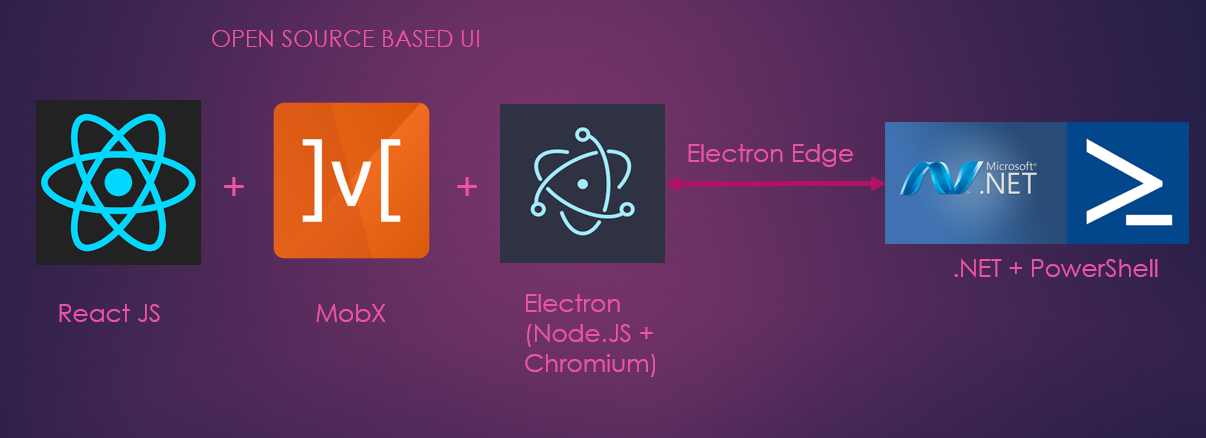 OPEN SOURCE BASED UI
+
]v[
+
Electron Edge
Microsoft®
.NET
React JS
MobX
Electron
(Node.JS +
Chromium)
.NET + PowerShell